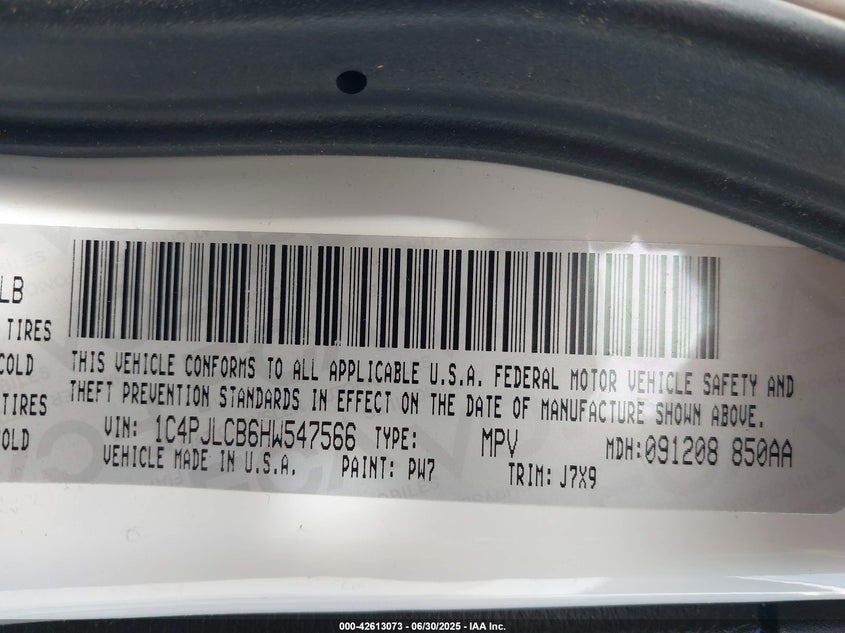 LB
TIRES
COLD
TIRES
COLD
THIS VEHICLE CONFORMS TO ALL APPLICABLE U.S.A. FEDERAL MOTOR VEHICLE SAFETY AND
THEFT PREVENTION STANDARDS IN EFFECT ON THE DATE OF MANUFACTURE SHOWN ABOVE.
VIN: 1C4PJLCB6HW547566 TYPE: MPV MDH:091208 850AA
VEHICLE MADE IN U.S.A. PAINT: PW7 TRIM: J7X9
000-42613073 - 06/30/2025 - IAA Inc.